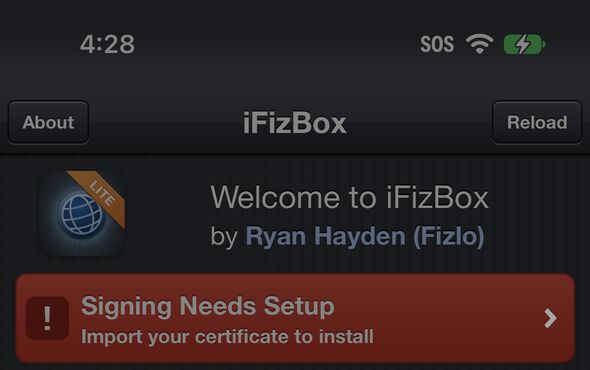 4:28 SOS
About iFizBox Reload
LITE
Welcome to iFizBox
by Ryan Hayden (Fizlo)
! Signing Needs Setup
Import your certificate to install